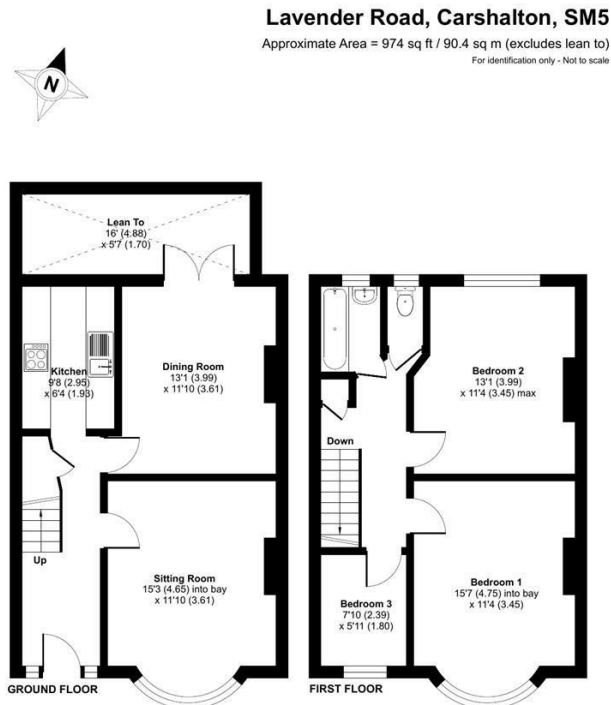 Lavender Road, Carshalton, SM5
Approximate Area = 974 sq ft / 90.4 sq m (excludes lean to)
For identification only - Not to scale
N
Lean To
16' (4.88)
x 5'7 (1.70)
Kitchen
9'8 (2.95)
x 6'4 (1.93)
Dining Room
13'1 (3.99)
x 11'10 (3.61)
Up
Sitting Room
15'3 (4.65) into bay
x 11'10 (3.61)
GROUND FLOOR
Bedroom 2
13'1 (3.99)
x 11'4 (3.45) max
Down
Bedroom 3
7'10 (2.39)
x 5'11 (1.80)
Bedroom 1
15'7 (4.75) into bay
x 11'4 (3.45)
FIRST FLOOR